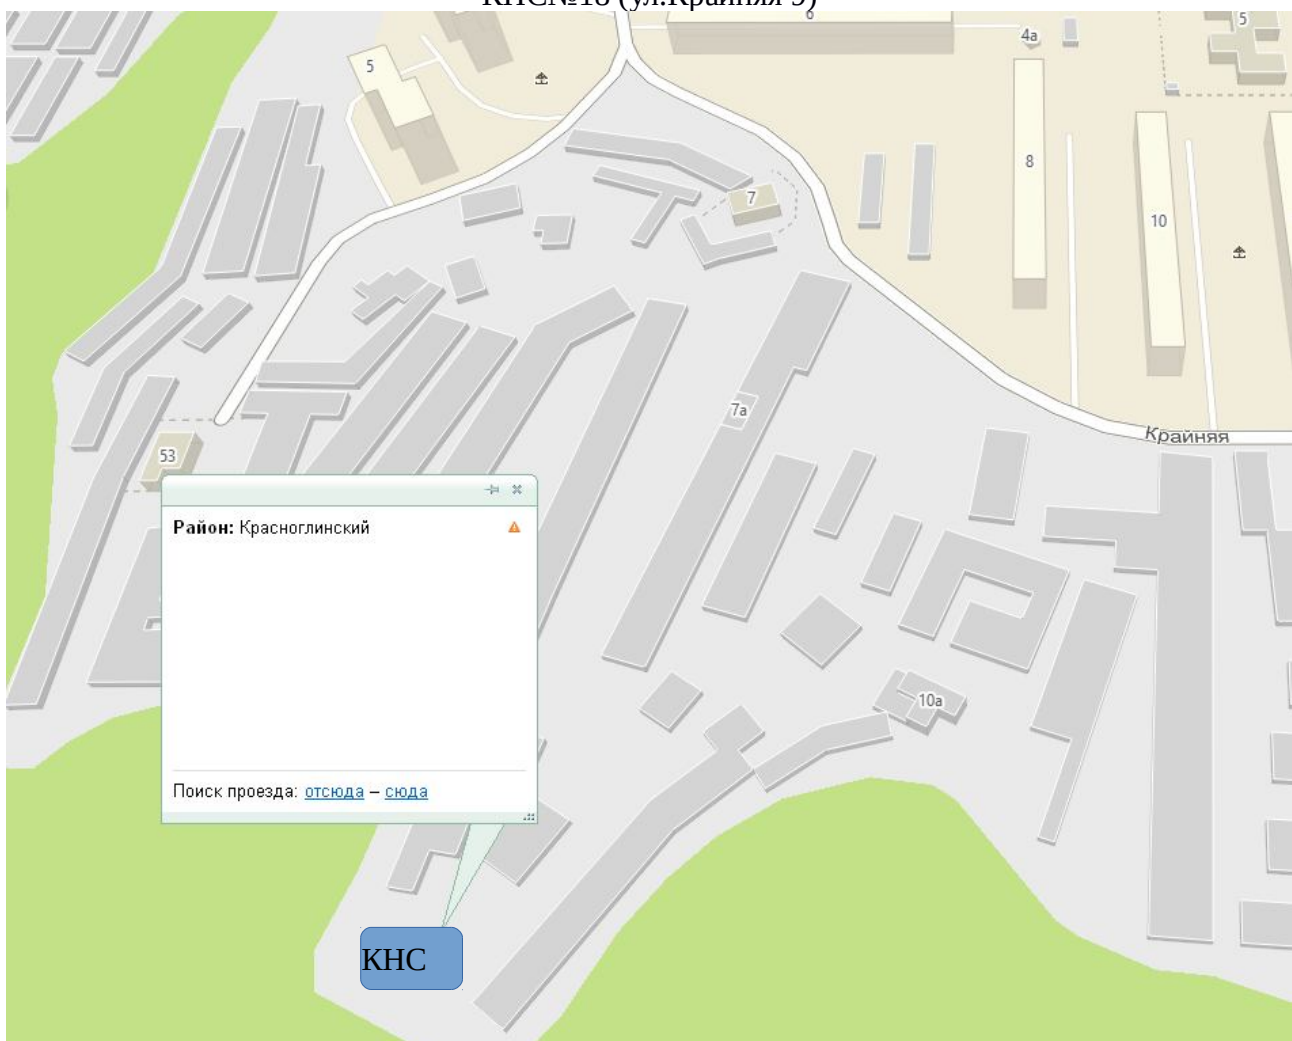 КНС№18 (ул.Крайняя 9)
6
5
4а
5
8
7
10
7а
Крайняя
53
Район: Красноглинский
10а
Поиск проезда: отсюда – сюда
КНС